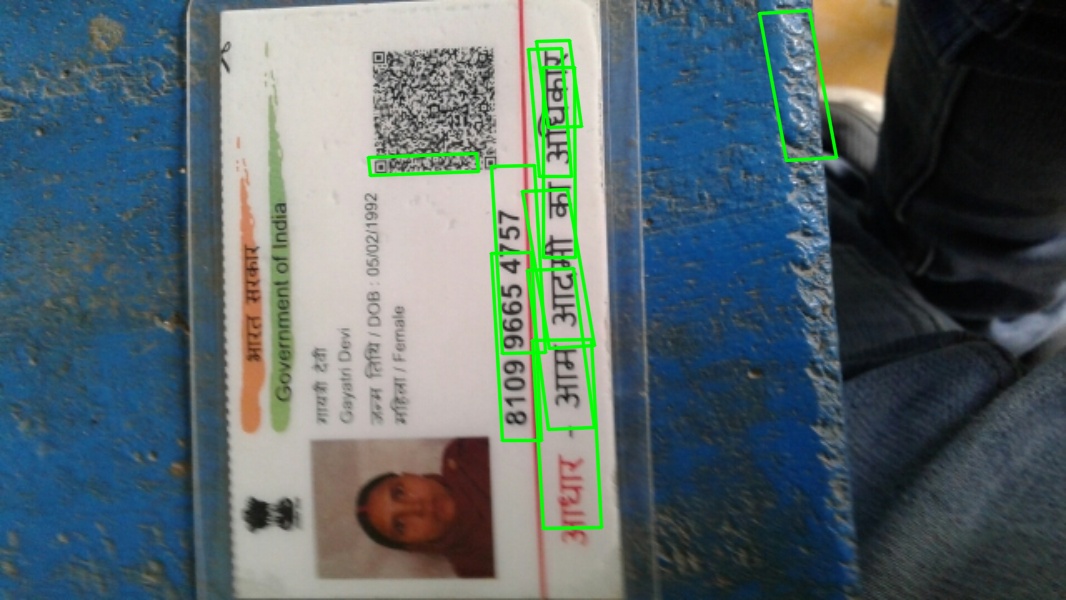 भारत सरकार
Government of India
गायत्री देवी
Gayatri Devi
जन्म तिथि / DOB : 05/02/1992
महिला / Female
8109 9665 4757
आधार - आम आदमी का अधिकार